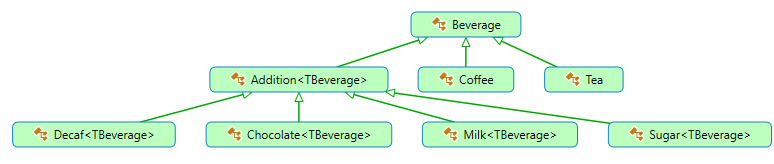 Beverage
Addition<TBeverage>
Coffee
Tea
Decaf<TBeverage>
Chocolate<TBeverage>
Milk<TBeverage>
Sugar<TBeverage>